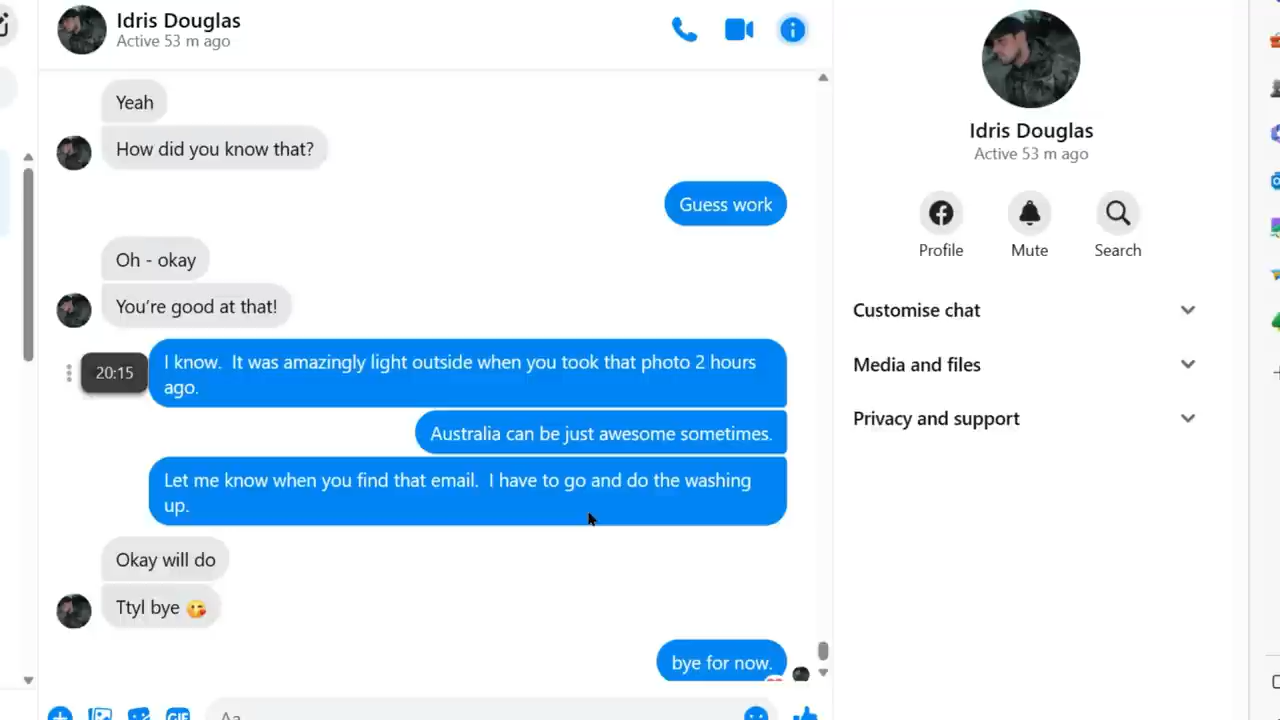 Idris Douglas
Active 53 m ago
Yeah
How did you know that?
Guess work
Oh - okay
You're good at that!
20:15
I know.  It was amazingly light outside when you took that photo 2 hours
ago.
Australia can be just awesome sometimes.
Let me know when you find that email.  I have to go and do the washing
up.
Okay will do
Ttyl bye 😘
bye for now.
GIF
Aa
Idris Douglas
Active 53 m ago
Profile
Mute
Search
Customise chat
Media and files
Privacy and support